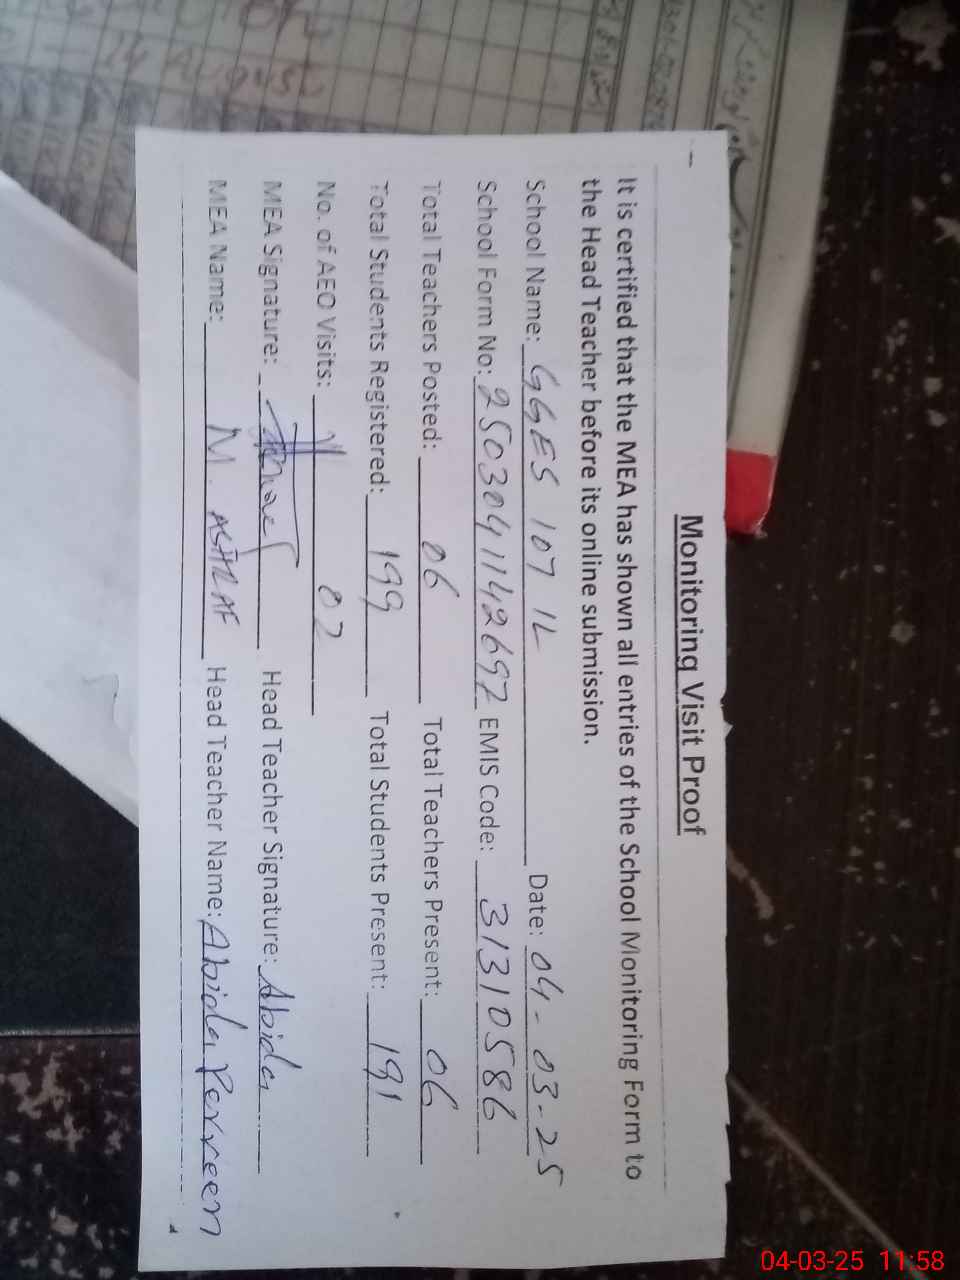 Monitoring Visit Proof
It is certified that the MEA has shown all entries of the School Monitoring Form to
the Head Teacher before its online submission.
School Name: GGES 107 1L Date: 04-03-25
School Form No: 2503041142697 EMIS Code: 31310586
Total Teachers Posted: 06 Total Teachers Present: 06
Total Students Registered: 199 Total Students Present: 191
No. of AEO Visits: 02
MEA Signature: Head Teacher Signature: Abida
MEA Name: M. ASHRAF Head Teacher Name: Abida Perveen
14 August
04-03-25 11:58